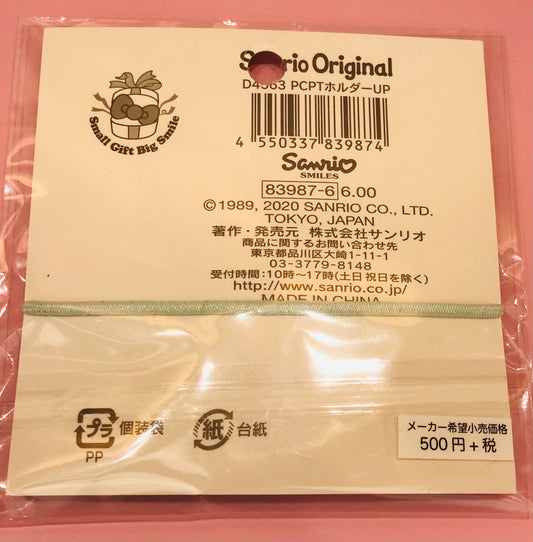 Small Gift Big Smile
Sanrio Original
D4563 PCPTホルダーUP
4 550337 839874
Sanrio
SMILES
83987-6 6.00
©1989, 2020 SANRIO CO., LTD.
TOKYO, JAPAN
著作・発売元 株式会社サンリオ
商品に関するお問い合わせ先
東京都品川区大崎1-11-1
03-3779-8148
受付時間:10時〜17時(土日祝日を除く)
http://www.sanrio.co.jp/
MADE IN CHINA
プラ 個装袋
PP
紙 台紙
メーカー希望小売価格
500円+税